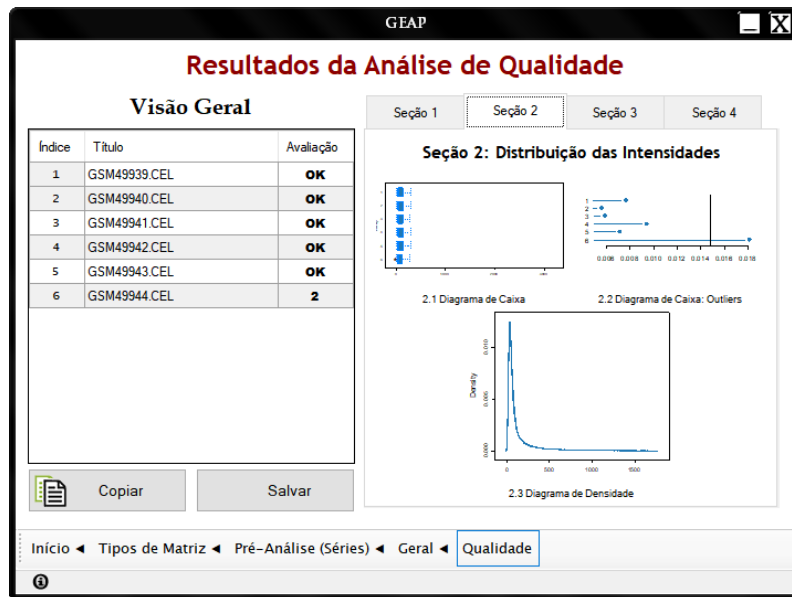 GEAP
Resultados da Análise de Qualidade
Visão Geral
Índice Título Avaliação
1 GSM49939.CEL OK
2 GSM49940.CEL OK
3 GSM49941.CEL OK
4 GSM49942.CEL OK
5 GSM49943.CEL OK
6 GSM49944.CEL 2
Copiar
Salvar
Seção 1 Seção 2 Seção 3 Seção 4
Seção 2: Distribuição das Intensidades
1
2
3
4
5
6
0.006 0.008 0.010 0.012 0.014 0.016 0.018
2.1 Diagrama de Caixa
2.2 Diagrama de Caixa: Outliers
Density
0.010
0.000
0 500 1000 1500
2.3 Diagrama de Densidade
Início ◄ Tipos de Matriz ◄ Pré-Análise (Séries) ◄ Geral ◄ Qualidade